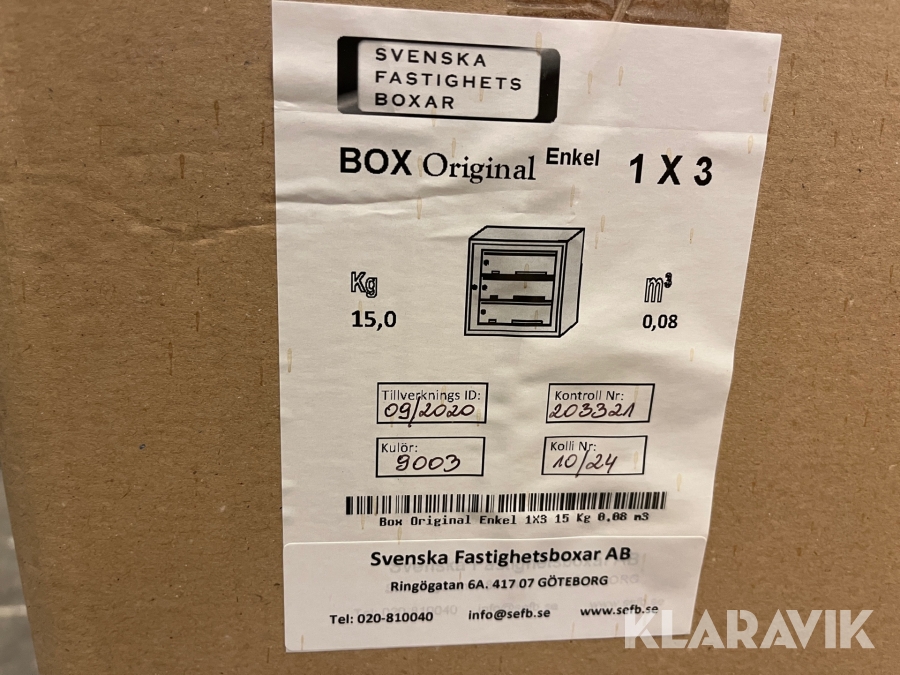 SVENSKA
FASTIGHETS
BOXAR
BOX Original Enkel 1 X 3
Kg
15,0
m³
0,08
Tillverknings ID:
09/2020
Kontroll Nr:
203321
Kulör:
9003
Kolli Nr:
10/24
Box Original Enkel 1X3 15 Kg 0,08 m3
Svenska Fastighetsboxar AB
Ringögatan 6A. 417 07 GÖTEBORG
Tel: 020-810040 info@sefb.se www.sefb.se
KLARAVIK